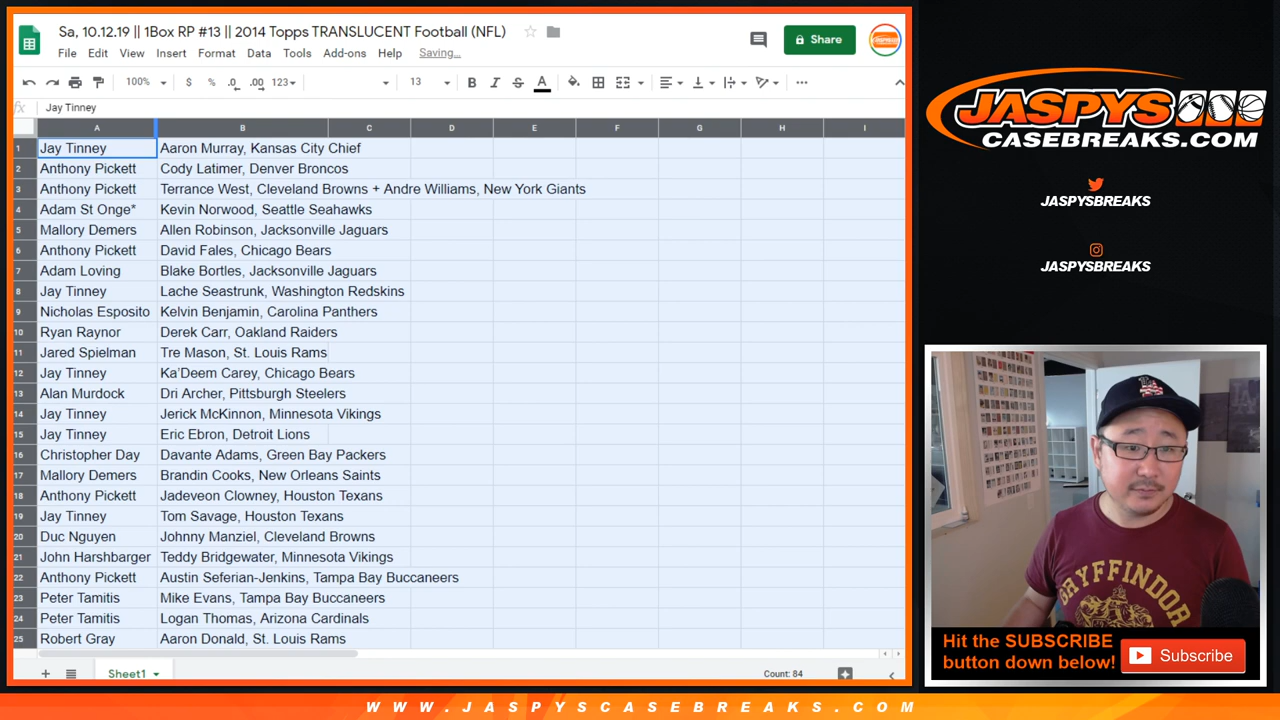 Sa, 10.12.19 || 1Box RP #13 || 2014 Topps TRANSLUCENT Football (NFL)
File Edit View Insert Format Data Tools Add-ons Help Saving...
Share
100% $ % .0 .00 123 13 B I S A
fx Jay Tinney
A B C D E F G H I
1 Jay Tinney Aaron Murray, Kansas City Chief
2 Anthony Pickett Cody Latimer, Denver Broncos
3 Anthony Pickett Terrance West, Cleveland Browns + Andre Williams, New York Giants
4 Adam St Onge* Kevin Norwood, Seattle Seahawks
5 Mallory Demers Allen Robinson, Jacksonville Jaguars
6 Anthony Pickett David Fales, Chicago Bears
7 Adam Loving Blake Bortles, Jacksonville Jaguars
8 Jay Tinney Lache Seastrunk, Washington Redskins
9 Nicholas Esposito Kelvin Benjamin, Carolina Panthers
10 Ryan Raynor Derek Carr, Oakland Raiders
11 Jared Spielman Tre Mason, St. Louis Rams
12 Jay Tinney Ka'Deem Carey, Chicago Bears
13 Alan Murdock Dri Archer, Pittsburgh Steelers
14 Jay Tinney Jerick McKinnon, Minnesota Vikings
15 Jay Tinney Eric Ebron, Detroit Lions
16 Christopher Day Davante Adams, Green Bay Packers
17 Mallory Demers Brandin Cooks, New Orleans Saints
18 Anthony Pickett Jadeveon Clowney, Houston Texans
19 Jay Tinney Tom Savage, Houston Texans
20 Duc Nguyen Johnny Manziel, Cleveland Browns
21 John Harshbarger Teddy Bridgewater, Minnesota Vikings
22 Anthony Pickett Austin Seferian-Jenkins, Tampa Bay Buccaneers
23 Peter Tamitis Mike Evans, Tampa Bay Buccaneers
24 Peter Tamitis Logan Thomas, Arizona Cardinals
25 Robert Gray Aaron Donald, St. Louis Rams
Sheet1 Count: 84
JASPYS
CASEBREAKS.COM
JASPYSBREAKS
JASPYSBREAKS
GRYFFINDOR
Hit the SUBSCRIBE
button down below!
Subscribe
WWW.JASPYSCASEBREAKS.COM